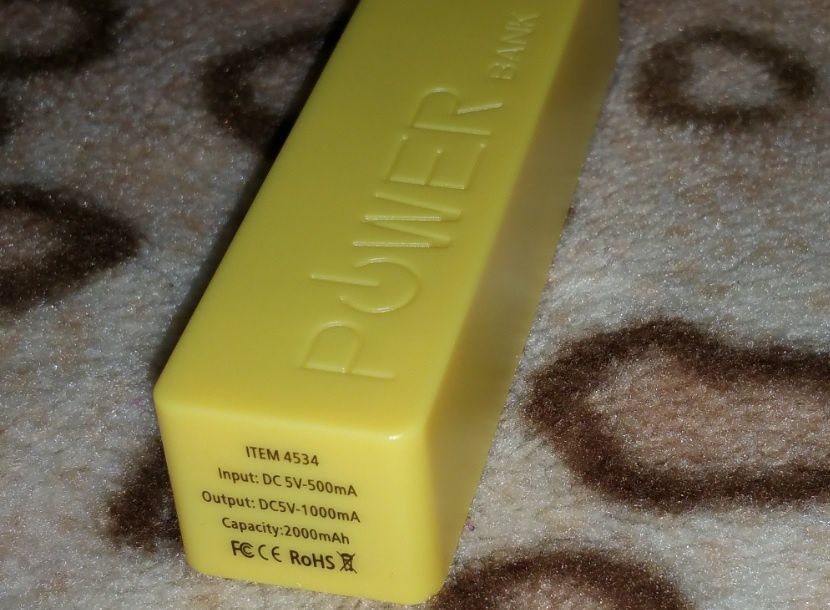 POWER BANK
ITEM 4534
Input: DC 5V-500mA
Output: DC5V-1000mA
Capacity:2000mAh
FC CE RoHS